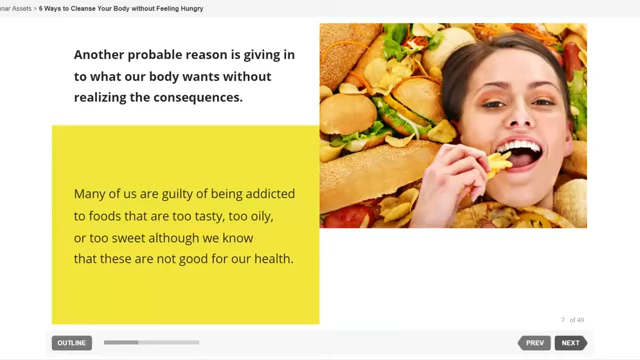 nar Assets > 6 Ways to Cleanse Your Body without Feeling Hungry
Another probable reason is giving in
to what our body wants without
realizing the consequences.
Many of us are guilty of being addicted
to foods that are too tasty, too oily,
or too sweet although we know
that these are not good for our health.
7 of 49
OUTLINE
PREV
NEXT